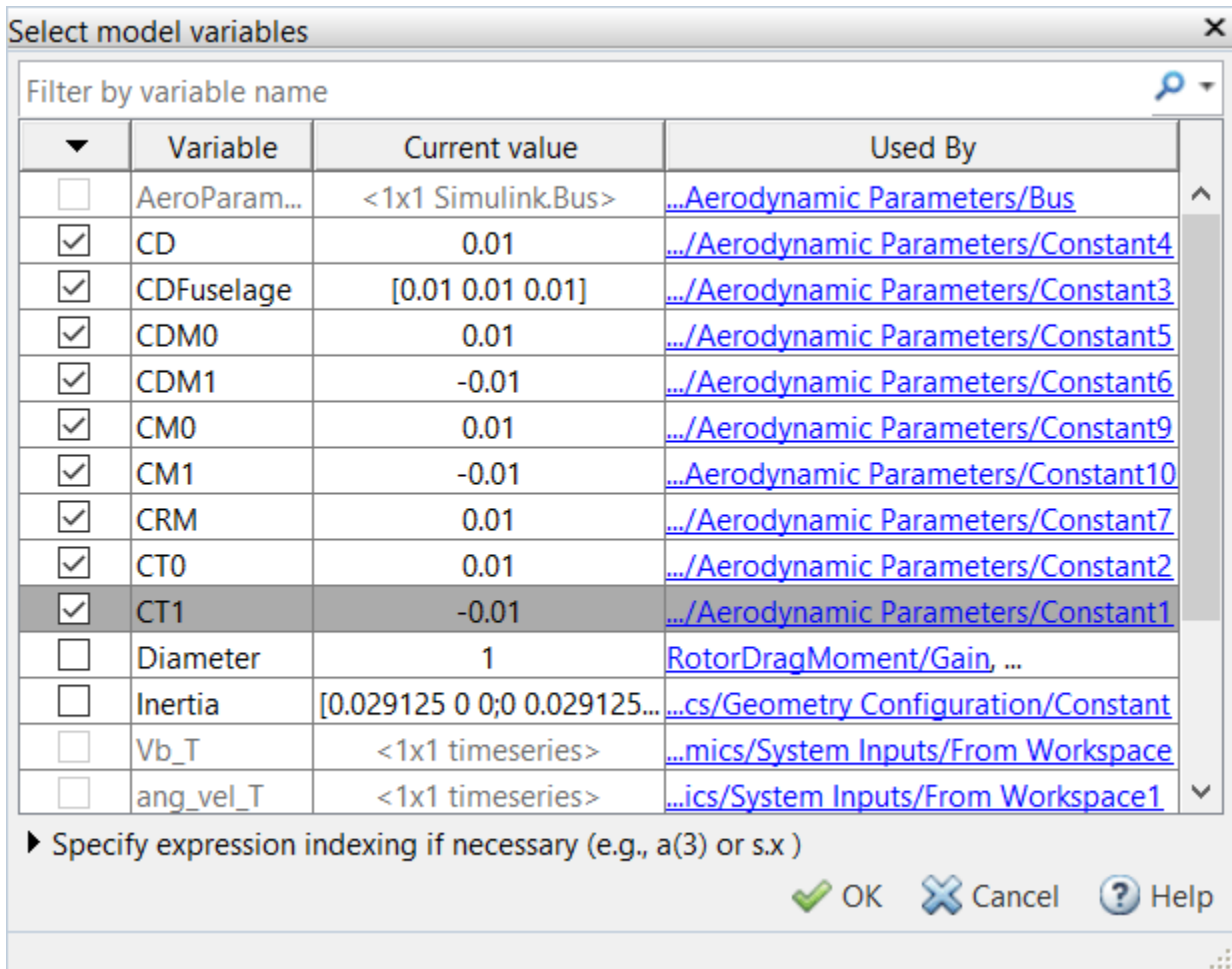 Select model variables
Filter by variable name
Variable Current value Used By
AeroParam... <1x1 Simulink.Bus> ...Aerodynamic Parameters/Bus
CD 0.01 .../Aerodynamic Parameters/Constant4
CDFuselage [0.01 0.01 0.01] .../Aerodynamic Parameters/Constant3
CDM0 0.01 .../Aerodynamic Parameters/Constant5
CDM1 -0.01 .../Aerodynamic Parameters/Constant6
CM0 0.01 .../Aerodynamic Parameters/Constant9
CM1 -0.01 ...Aerodynamic Parameters/Constant10
CRM 0.01 .../Aerodynamic Parameters/Constant7
CT0 0.01 .../Aerodynamic Parameters/Constant2
CT1 -0.01 .../Aerodynamic Parameters/Constant1
Diameter 1 RotorDragMoment/Gain, ...
Inertia [0.029125 0 0;0 0.029125... ...cs/Geometry Configuration/Constant
Vb_T <1x1 timeseries> ...mics/System Inputs/From Workspace
ang_vel_T <1x1 timeseries> ...ics/System Inputs/From Workspace1
Specify expression indexing if necessary (e.g., a(3) or s.x )
OK Cancel Help